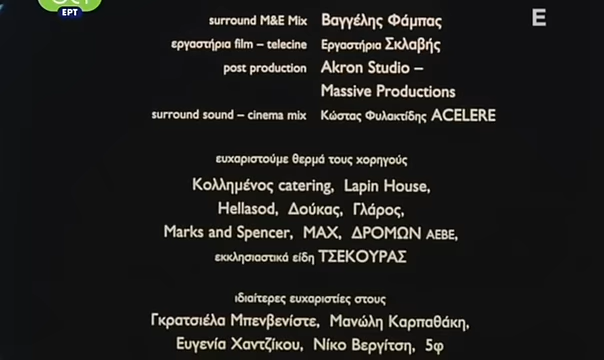 ΕΡΤ
E
surround M&E Mix Βαγγέλης Φάμπας
εργαστήρια film – telecine Εργαστήρια Σκλαβής
post production Akron Studio –
Massive Productions
surround sound – cinema mix Κώστας Φυλακτίδης ACELERE
ευχαριστούμε θερμά τους χορηγούς
Κολλημένος catering, Lapin House,
Hellasod, Δούκας, Γλάρος,
Marks and Spencer, MAX, ΔΡΟΜΩΝ ΑΕΒΕ,
εκκλησιαστικά είδη ΤΣΕΚΟΥΡΑΣ
ιδιαίτερες ευχαριστίες στους
Γκρατσιέλα Μπενβενίστε, Μανώλη Καρπαθάκη,
Ευγενία Χαντζίκου, Νίκο Βεργίτση, 5φ